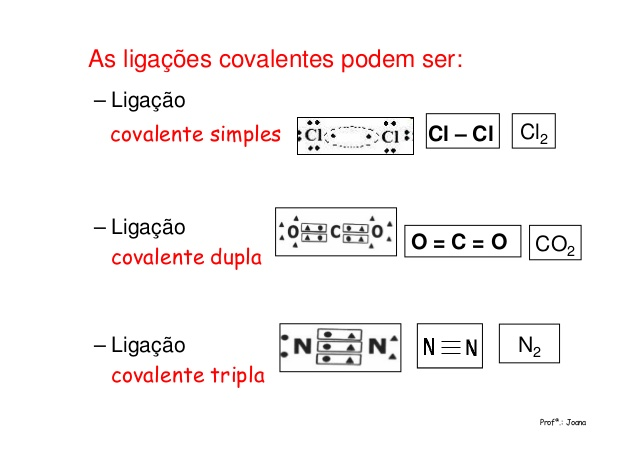 As ligações covalentes podem ser:
– Ligação
covalente simples Cl Cl Cl – Cl Cl₂
– Ligação
covalente dupla O C O O = C = O CO₂
– Ligação
covalente tripla N N N ≡ N N₂
Profª.: Joana